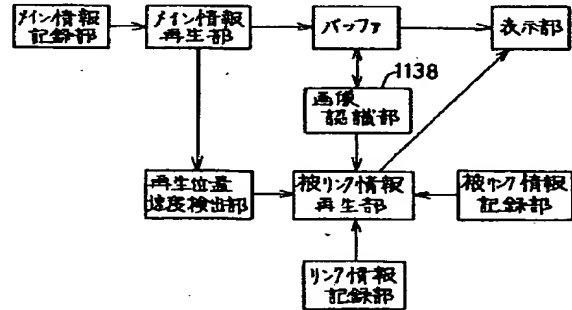 メイン情報
記録部
メイン情報
再生部
バッファ
表示部
1138
画像
認識部
再生位置
速度検出部
被リンク情報
再生部
被リンク情報
記録部
リンク情報
記録部